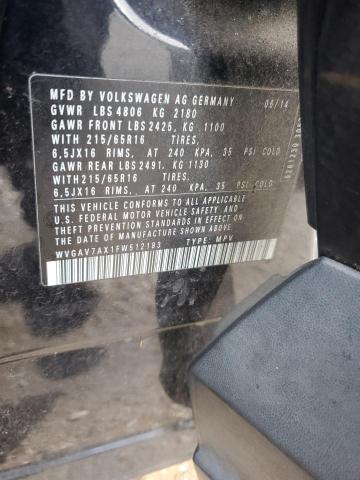 MFD BY VOLKSWAGEN AG GERMANY 06/14
GVWR LBS 4806 KG 2180
GAWR FRONT LBS 2425, KG 1100
WITH 215/65R16 TIRES.
6,5JX16 RIMS, AT 240 KPA, 35 PSI COLD
GAWR REAR LBS 2491, KG 1130
WITH 215/65R16 TIRES.
6,5JX16 RIMS, AT 240 KPA, 35 PSI COLD
THIS VEHICLE CONFORMS TO ALL APPLICABLE
U.S. FEDERAL MOTOR VEHICLE SAFETY AND
THEFT PREVENTION STANDARDS IN EFFECT ON
THE DATE OF MANUFACTURE SHOWN ABOVE.
WVGAV7AX1FW512183 TYPE: MPV